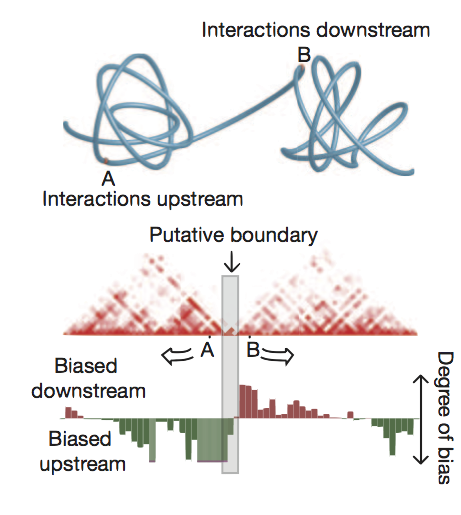 Interactions downstream
B
A
Interactions upstream
Putative boundary
A
B
Biased
downstream
Biased
upstream
Degree of bias